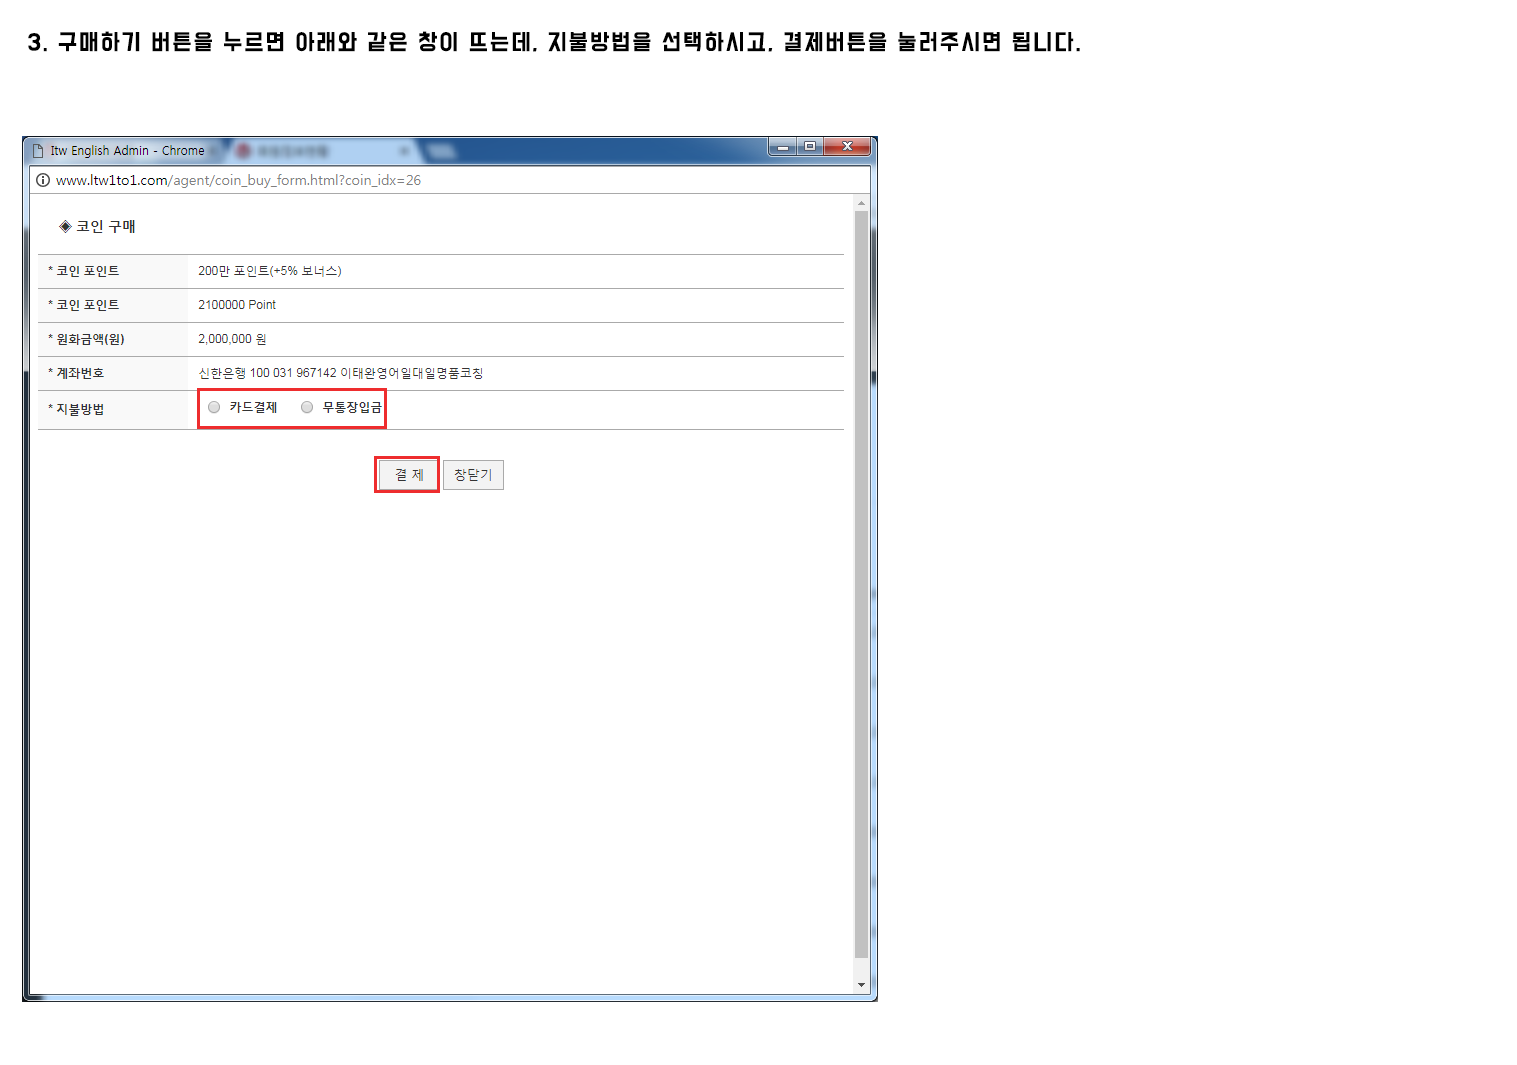 3. 구매하기 버튼을 누르면 아래와 같은 창이 뜨는데, 지불방법을 선택하시고, 결제버튼을 눌러주시면 됩니다.
ltw English Admin - Chrome
www.ltw1to1.com/agent/coin_buy_form.html?coin_idx=26
◈ 코인 구매
* 코인 포인트 200만 포인트(+5% 보너스)
* 코인 포인트 2100000 Point
* 원화금액(원) 2,000,000 원
* 계좌번호 신한은행 100 031 967142 이태완영어일대일명품코칭
* 지불방법 카드결제 무통장입금
결 제 창닫기